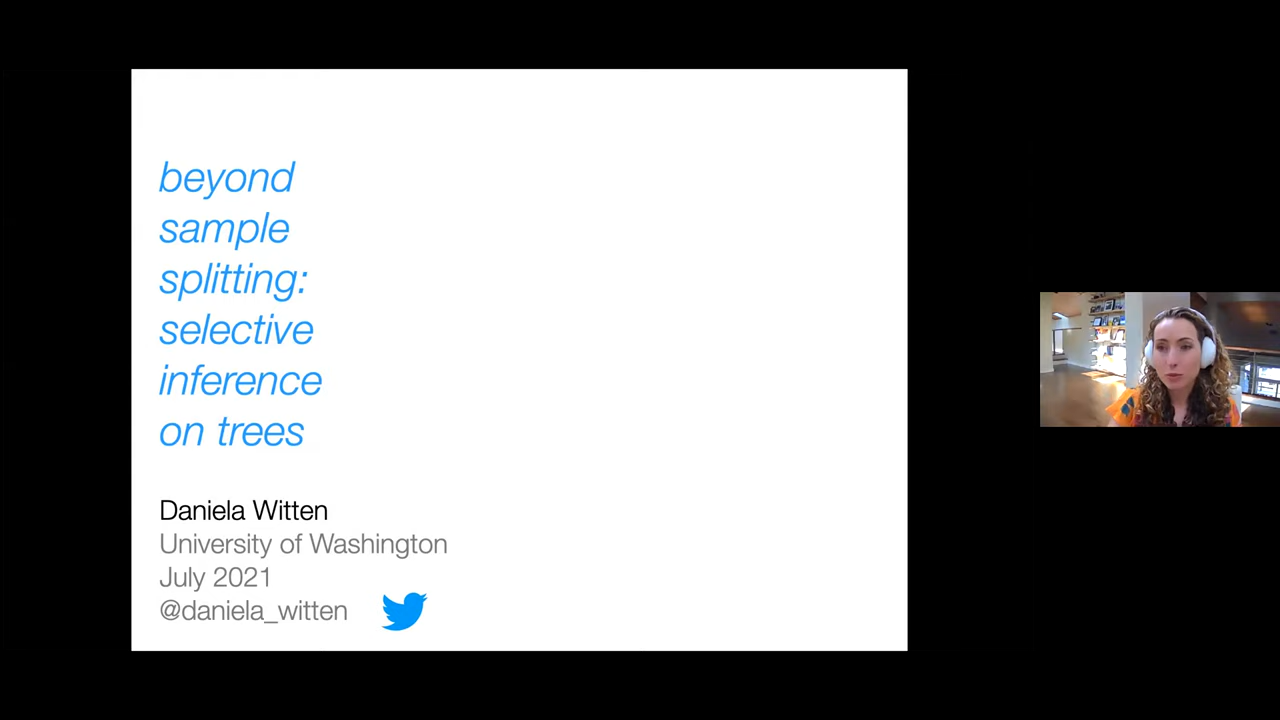 beyond
sample
splitting:
selective
inference
on trees
Daniela Witten
University of Washington
July 2021
@daniela_witten